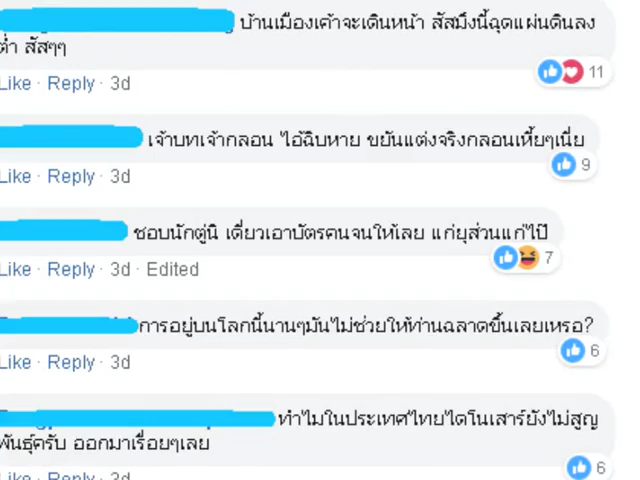 บ้านเมืองเค้าจะเดินหน้า สัสมึงนี้ฉุดแผ่นดินลง
ต่ำ สัสๆๆ
11
Like · Reply · 3d
เจ้าบทเจ้ากลอน ไอ้ฉิบหาย ขยันแต่งจริงกลอนเหี้ยๆเนี่ย
9
Like · Reply · 3d
ชอบนักตู่นิ เดี่ยวเอาบัตรคนจนให้เลย แก่ยุส่วนแก่ไป๊
7
Like · Reply · 3d · Edited
การอยู่บนโลกนี้นานๆมันไม่ช่วยให้ท่านฉลาดขึ้นเลยเหรอ?
6
Like · Reply · 3d
ทำไมในประเทศไทยไดโนเสาร์ยังไม่สูญ
พันธุ์ครับ ออกมาเรื่อยๆเลย
6
Like · Reply · 3d